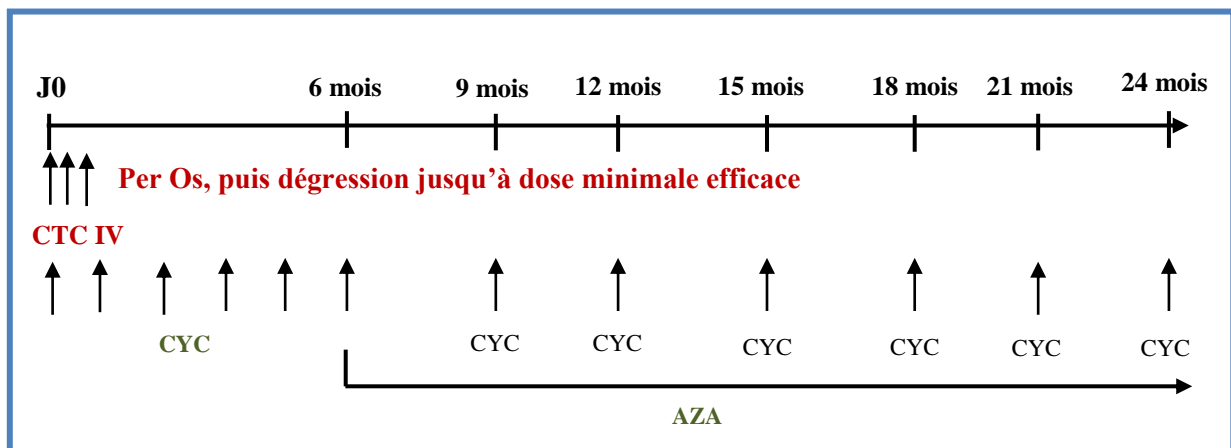 J0 6 mois 9 mois 12 mois 15 mois 18 mois 21 mois 24 mois
Per Os, puis dégression jusqu’à dose minimale efficace
CTC IV
CYC CYC CYC CYC CYC CYC CYC
AZA